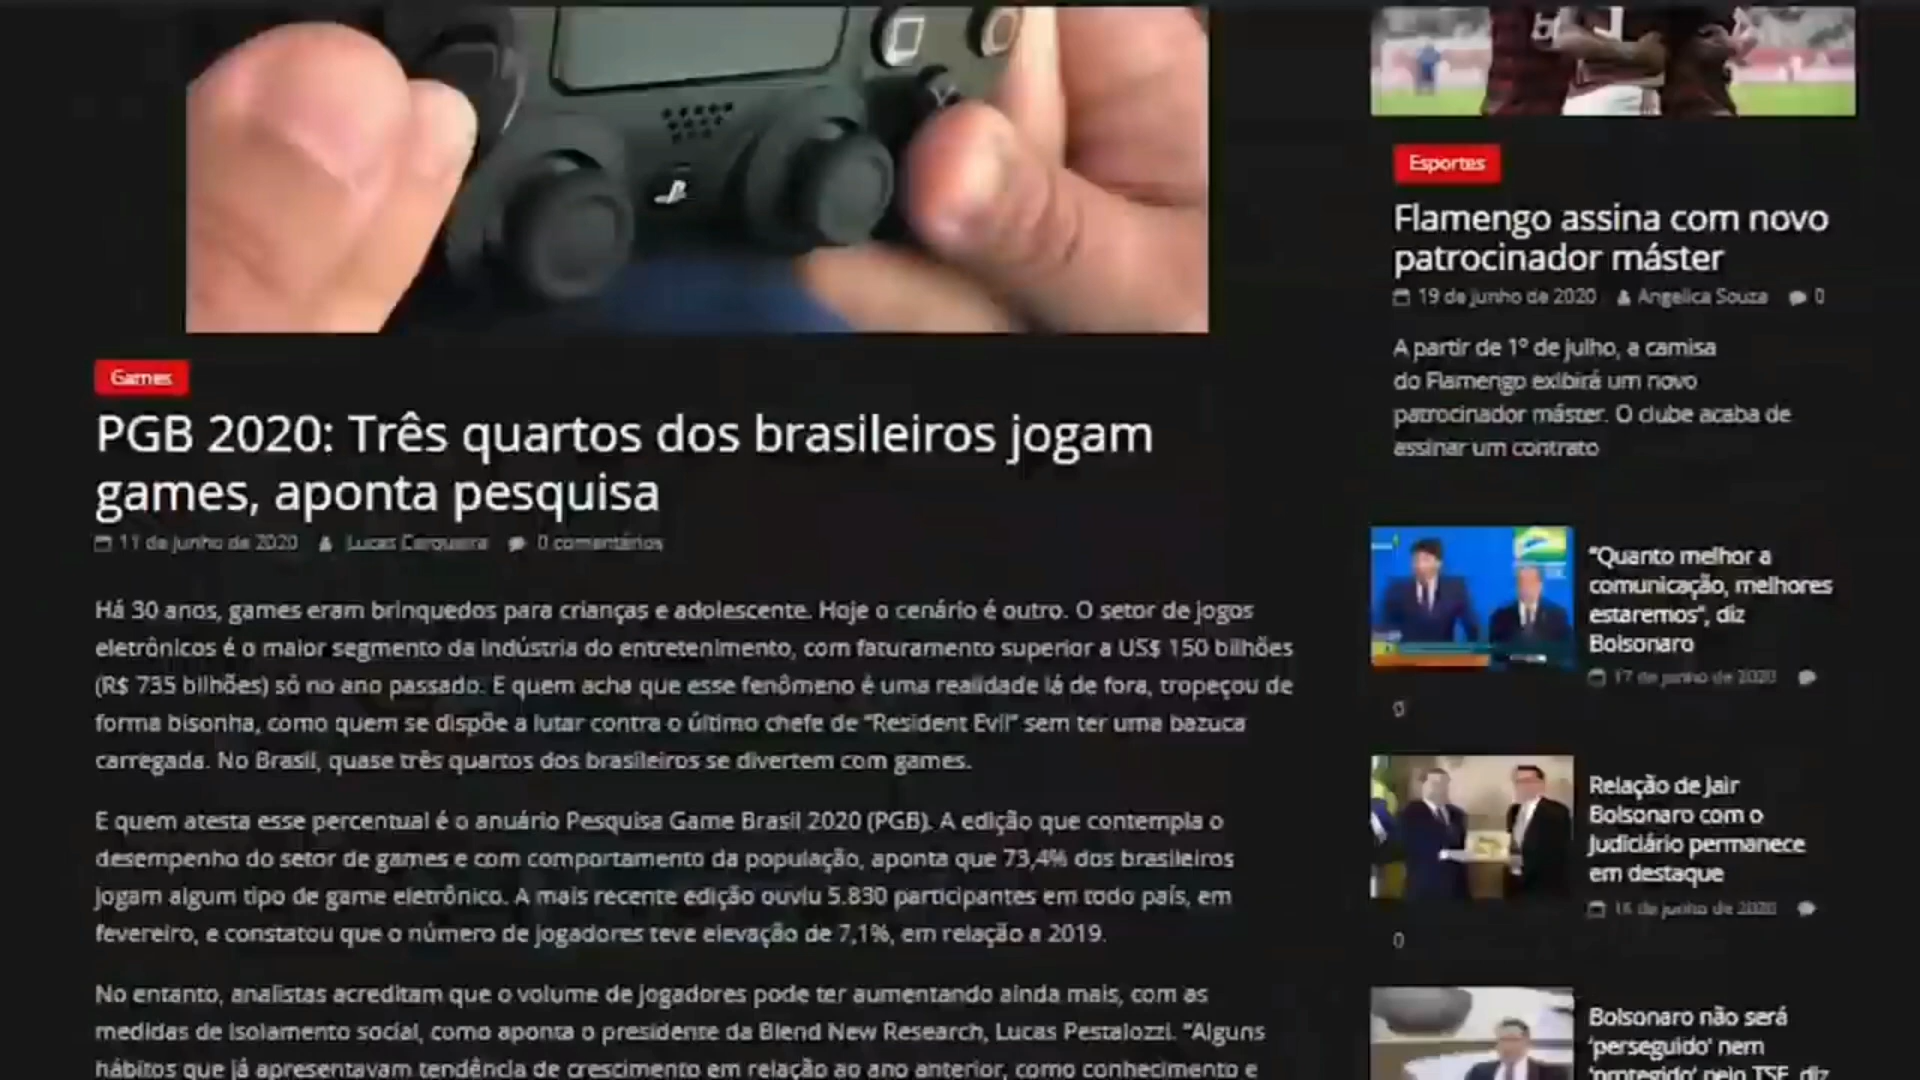 Games
PGB 2020: Três quartos dos brasileiros jogam
games, aponta pesquisa
11 de junho de 2020 Lucas Cerqueira 0 comentários
Há 30 anos, games eram brinquedos para crianças e adolescente. Hoje o cenário é outro. O setor de jogos
eletrônicos é o maior segmento da indústria do entretenimento, com faturamento superior a US$ 150 bilhões
(R$ 735 bilhões) só no ano passado. E quem acha que esse fenômeno é uma realidade lá de fora, tropeçou de
forma bisonha, como quem se dispõe a lutar contra o último chefe de “Resident Evil” sem ter uma bazuca
carregada. No Brasil, quase três quartos dos brasileiros se divertem com games.
E quem atesta esse percentual é o anuário Pesquisa Game Brasil 2020 (PGB). A edição que contempla o
desempenho do setor de games e com comportamento da população, aponta que 73,4% dos brasileiros
jogam algum tipo de game eletrônico. A mais recente edição ouviu 5.830 participantes em todo país, em
fevereiro, e constatou que o número de jogadores teve elevação de 7,1%, em relação a 2019.
No entanto, analistas acreditam que o volume de jogadores pode ter aumentando ainda mais, com as
medidas de isolamento social, como aponta o presidente da Blend New Research, Lucas Pestalozzi. “Alguns
hábitos que já apresentavam tendência de crescimento em relação ao ano anterior, como conhecimento e
Esportes
Flamengo assina com novo
patrocinador máster
19 de junho de 2020 Angelica Souza 0
A partir de 1º de julho, a camisa
do Flamengo exibirá um novo
patrocinador máster. O clube acaba de
assinar um contrato
“Quanto melhor a
comunicação, melhores
estaremos”, diz
Bolsonaro
17 de junho de 2020
0
Relação de Jair
Bolsonaro com o
Judiciário permanece
em destaque
16 de junho de 2020
0
Bolsonaro não será
‘perseguido’ nem
‘protegido’ pelo TSE, diz